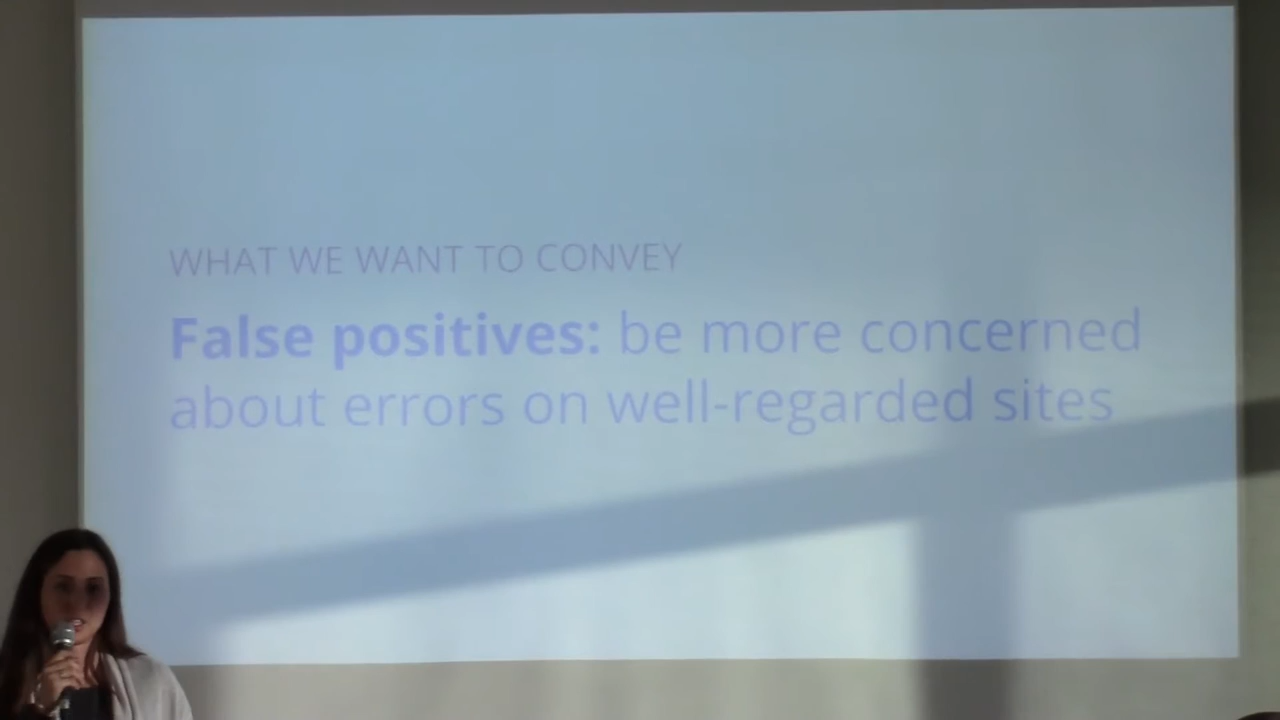 WHAT WE WANT TO CONVEY
False positives: be more concerned
about errors on well-regarded sites